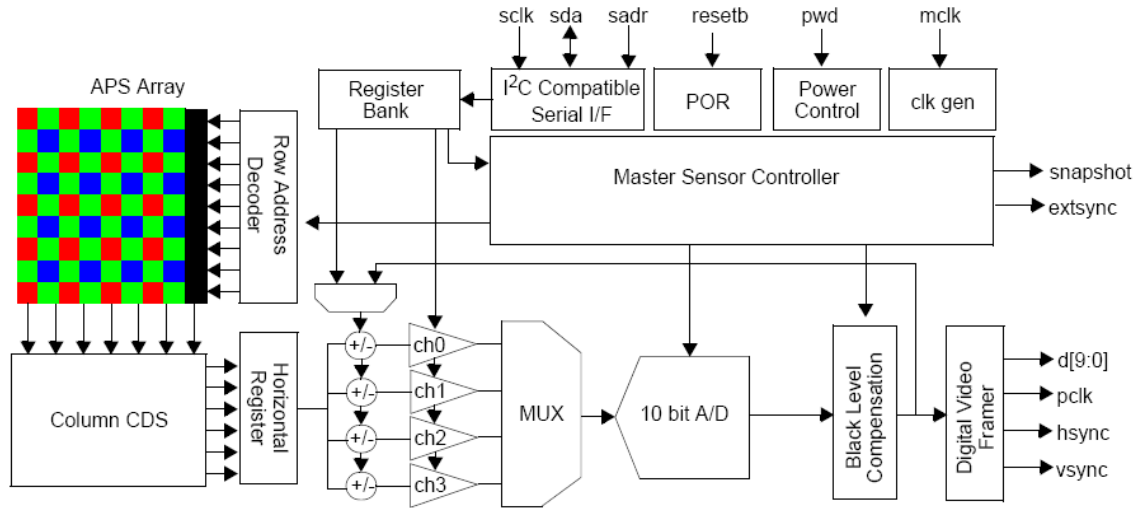 sclk sda sadr resetb pwd mclk
APS Array
Register
Bank
I²C Compatible
Serial I/F
POR
Power
Control
clk gen
Row Address
Decoder
Master Sensor Controller
snapshot
extsync
+/-
ch0
+/-
ch1
+/-
ch2
+/-
ch3
Column CDS
Horizontal
Register
MUX
10 bit A/D
Black Level
Compensation
Digital Video
Framer
d[9:0]
pclk
hsync
vsync